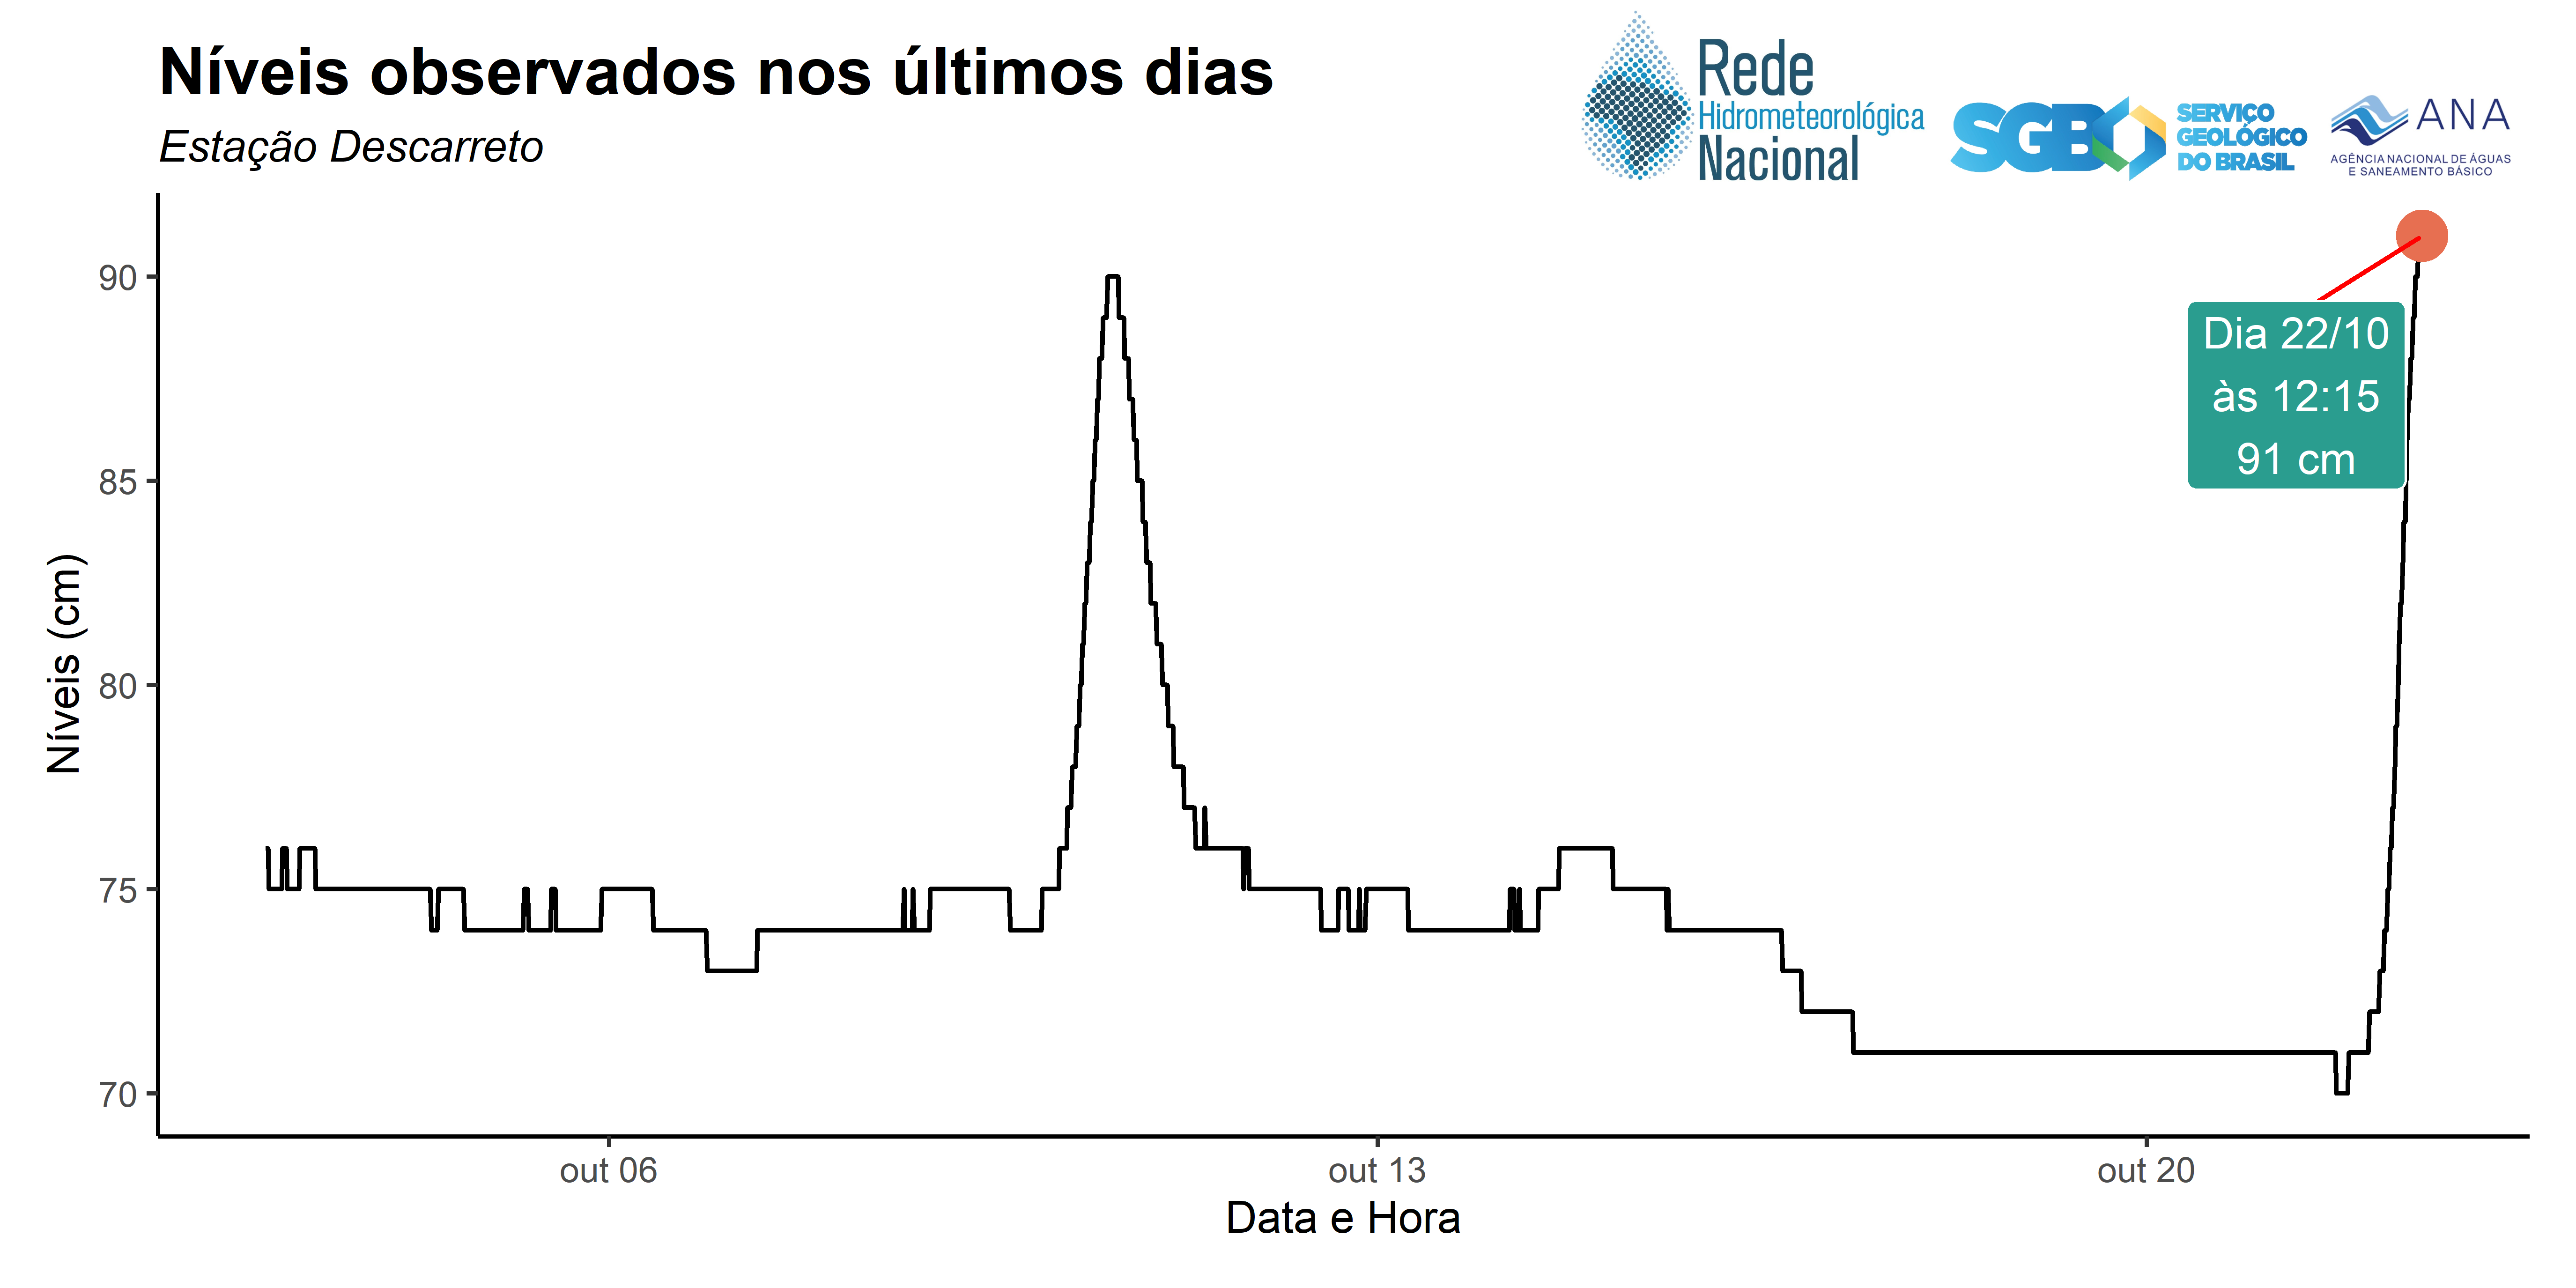 Níveis observados nos últimos dias
Estação Descarreto
Rede
Hidrometeorológica
Nacional
SGB
SERVIÇO
GEOLÓGICO
DO BRASIL
ANA
AGÊNCIA NACIONAL DE ÁGUAS
E SANEAMENTO BÁSICO
Níveis (cm)
90
85
80
75
70
Dia 22/10
às 12:15
91 cm
out 06
out 13
out 20
Data e Hora